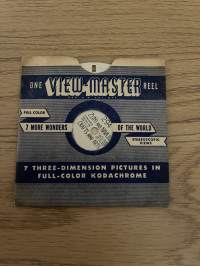 ONE VIEW-MASTER REEL
FULL COLOR
7 MORE WONDERS OF THE WORLD
STEREOSCOPIC VIEWS
7 THREE-DIMENSION PICTURES IN
FULL-COLOR KODACHROME